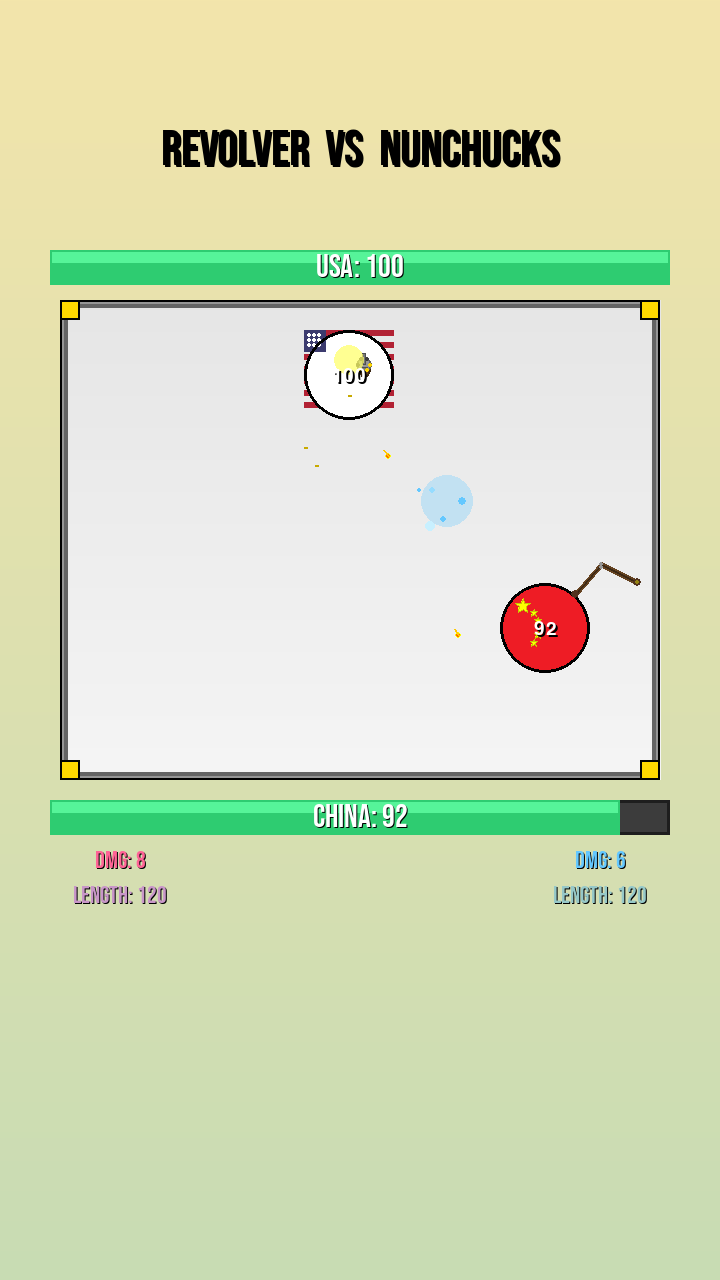 REVOLVER VS NUNCHUCKS
USA: 100
100
92
CHINA: 92
DMG: 8
DMG: 6
LENGTH: 120
LENGTH: 120